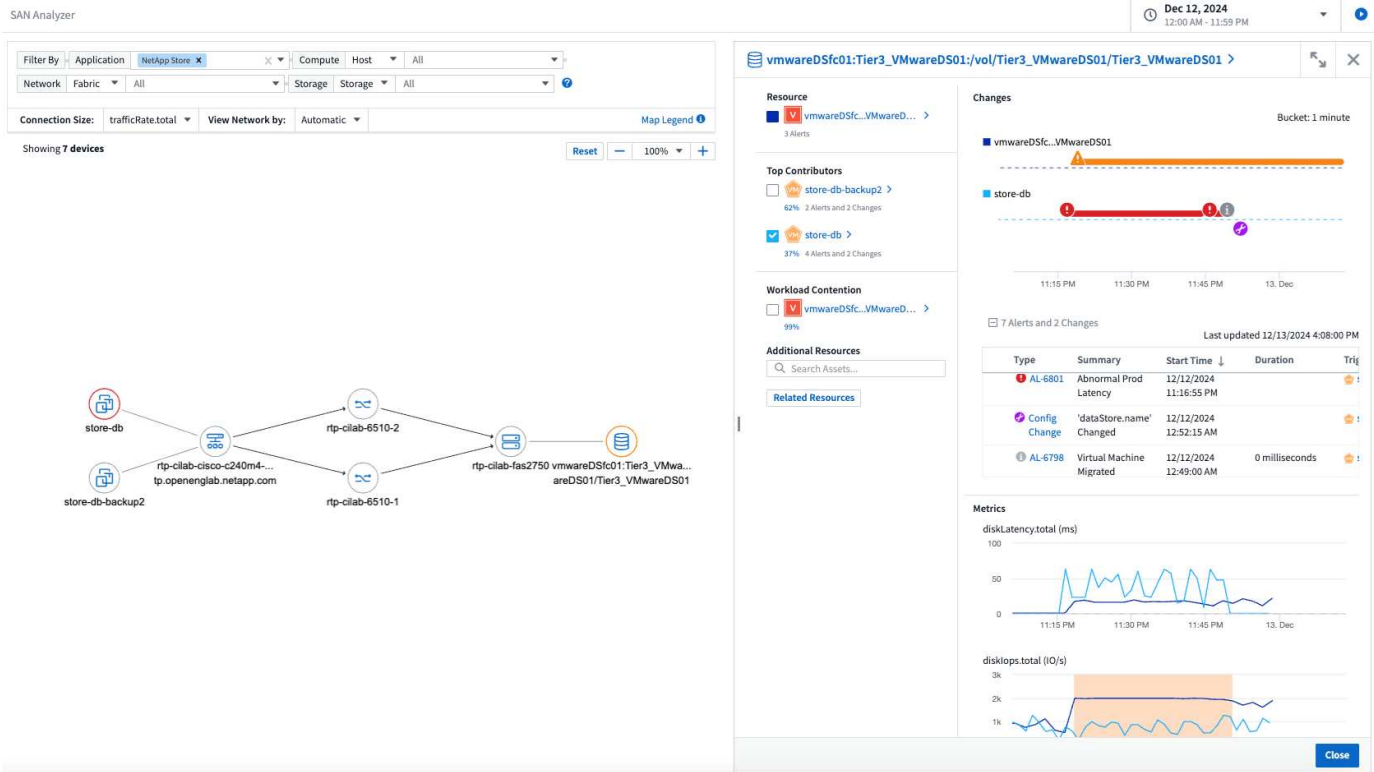 SAN Analyzer
Dec 12, 2024
12:00 AM - 11:59 PM
Filter By Application NetApp Store x X Compute Host All
Network Fabric All Storage Storage All ?
Connection Size: trafficRate.total View Network by: Automatic Map Legend
Showing 7 devices
Reset — 100% +
store-db
store-db-backup2
rtp-cilab-cisco-c240m4-...
tp.openenglab.netapp.com
rtp-cilab-6510-2
rtp-cilab-6510-1
rtp-cilab-fas2750
vmwareDSfc01:Tier3_VMwa...
areDS01/Tier3_VMwareDS01
vmwareDSfc01:Tier3_VMwareDS01:/vol/Tier3_VMwareDS01/Tier3_VMwareDS01 >
Resource
V vmwareDSfc...VMwareD... >
3 Alerts
Top Contributors
VM store-db-backup2 >
62% 2 Alerts and 2 Changes
VM store-db >
37% 4 Alerts and 2 Changes
Workload Contention
V vmwareDSfc...VMwareD... >
99%
Additional Resources
Search Assets...
Related Resources
Changes
Bucket: 1 minute
vmwareDSfc...VMwareDS01
store-db
11:15 PM 11:30 PM 11:45 PM 13. Dec
7 Alerts and 2 Changes
Last updated 12/13/2024 4:08:00 PM
Type Summary Start Time ↓ Duration Trig
AL-6801 Abnormal Prod 12/12/2024
Latency 11:16:55 PM
Config 'dataStore.name' 12/12/2024
Change Changed 12:52:15 AM
AL-6798 Virtual Machine 12/12/2024 0 milliseconds
Migrated 12:49:00 AM
Metrics
diskLatency.total (ms)
100
50
0
11:15 PM 11:30 PM 11:45 PM 13. Dec
diskIops.total (IO/s)
3k
2k
1k
Close